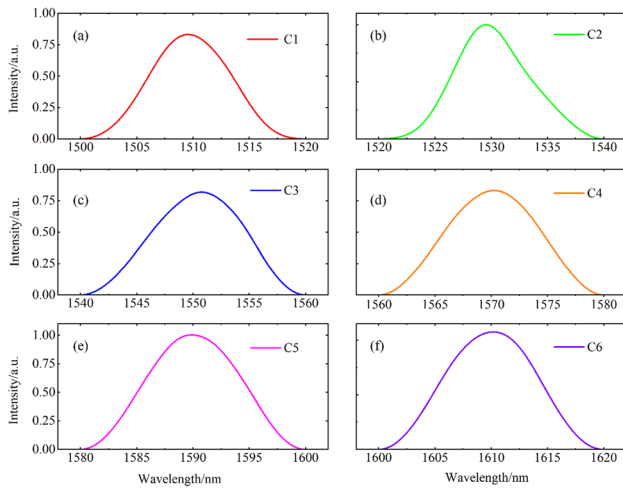 1.00
0.75
0.50
0.25
0.00
Intensity/a.u.
(a)
C1
1500 1505 1510 1515 1520
(b)
C2
1520 1525 1530 1535 1540
1.00
0.75
0.50
0.25
0.00
Intensity/a.u.
(c)
C3
1540 1545 1550 1555 1560
(d)
C4
1560 1565 1570 1575 1580
1.00
0.75
0.50
0.25
0.00
Intensity/a.u.
(e)
C5
1580 1585 1590 1595 1600
Wavelength/nm
(f)
C6
1600 1605 1610 1615 1620
Wavelength/nm